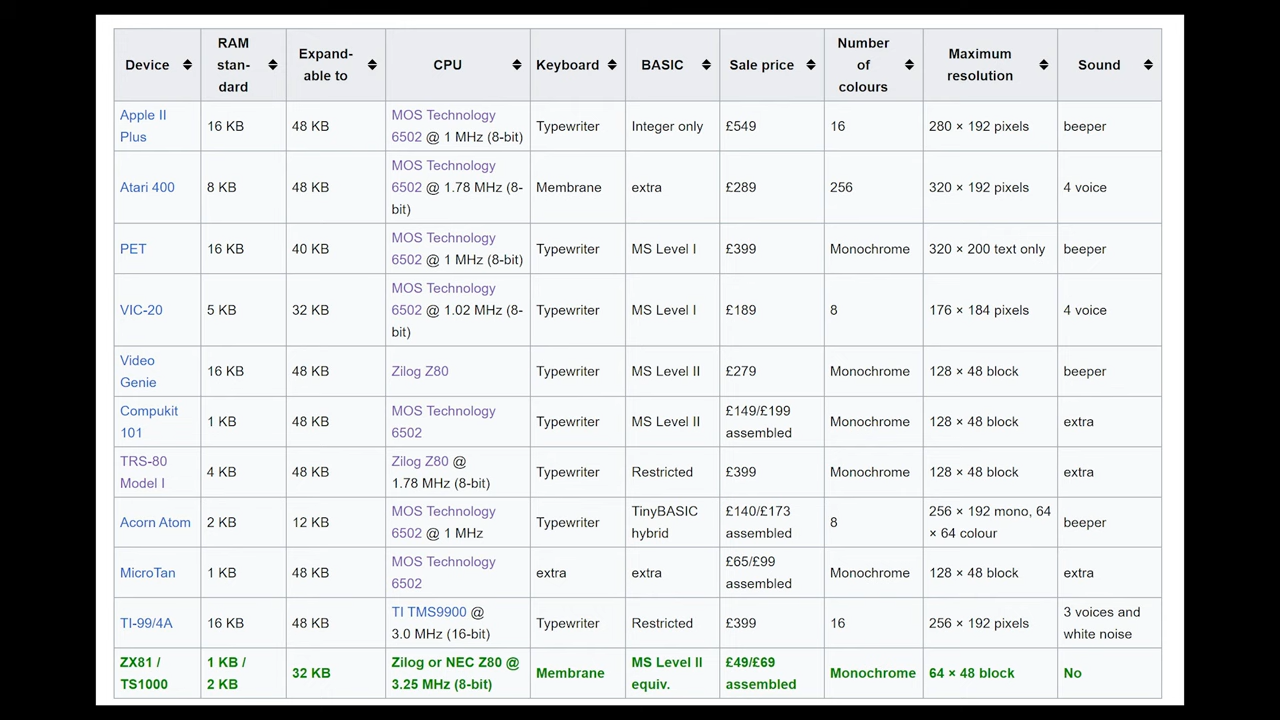 Device RAM stan-dard Expand-able to CPU Keyboard BASIC Sale price Number of colours Maximum resolution Sound
Apple II Plus 16 KB 48 KB MOS Technology 6502 @ 1 MHz (8-bit) Typewriter Integer only £549 16 280 × 192 pixels beeper
Atari 400 8 KB 48 KB MOS Technology 6502 @ 1.78 MHz (8-bit) Membrane extra £289 256 320 × 192 pixels 4 voice
PET 16 KB 40 KB MOS Technology 6502 @ 1 MHz (8-bit) Typewriter MS Level I £399 Monochrome 320 × 200 text only beeper
VIC-20 5 KB 32 KB MOS Technology 6502 @ 1.02 MHz (8-bit) Typewriter MS Level I £189 8 176 × 184 pixels 4 voice
Video Genie 16 KB 48 KB Zilog Z80 Typewriter MS Level II £279 Monochrome 128 × 48 block beeper
Compukit 101 1 KB 48 KB MOS Technology 6502 Typewriter MS Level II £149/£199 assembled Monochrome 128 × 48 block extra
TRS-80 Model I 4 KB 48 KB Zilog Z80 @ 1.78 MHz (8-bit) Typewriter Restricted £399 Monochrome 128 × 48 block extra
Acorn Atom 2 KB 12 KB MOS Technology 6502 @ 1 MHz Typewriter TinyBASIC hybrid £140/£173 assembled 8 256 × 192 mono, 64 × 64 colour beeper
MicroTan 1 KB 48 KB MOS Technology 6502 extra extra £65/£99 assembled Monochrome 128 × 48 block extra
TI-99/4A 16 KB 48 KB TI TMS9900 @ 3.0 MHz (16-bit) Typewriter Restricted £399 16 256 × 192 pixels 3 voices and white noise
ZX81 / TS1000 1 KB / 2 KB 32 KB Zilog or NEC Z80 @ 3.25 MHz (8-bit) Membrane MS Level II equiv. £49/£69 assembled Monochrome 64 × 48 block No